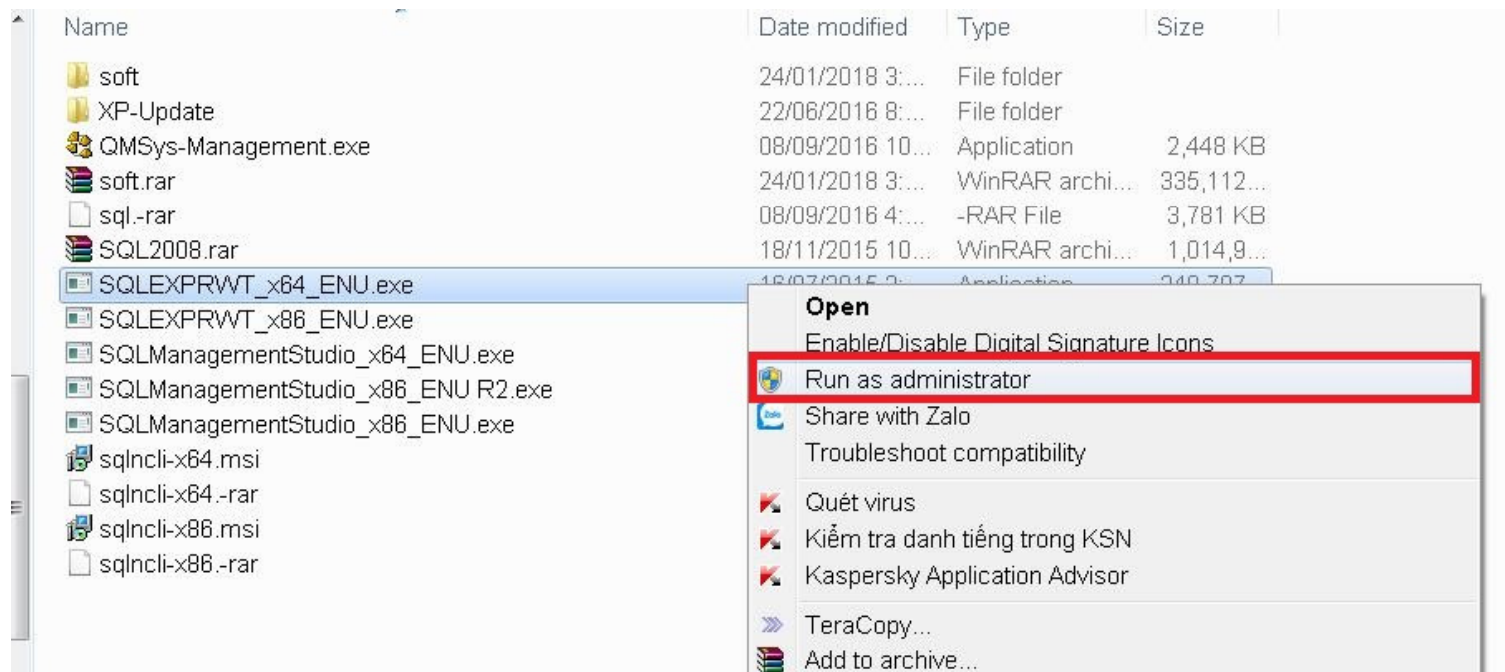 Name Date modified Type Size
soft 24/01/2018 3:... File folder
XP-Update 22/06/2016 8:... File folder
QMSys-Management.exe 08/09/2016 10... Application 2,448 KB
soft.rar 24/01/2018 3:... WinRAR archi... 335,112...
sql.-rar 08/09/2016 4:... -RAR File 3,781 KB
SQL2008.rar 18/11/2015 10... WinRAR archi... 1,014,9...
SQLEXPRWT_x64_ENU.exe 16/07/2015 2:... Application
SQLEXPRWT_x86_ENU.exe
SQLManagementStudio_x64_ENU.exe
SQLManagementStudio_x86_ENU R2.exe
SQLManagementStudio_x86_ENU.exe
sqlncli-x64.msi
sqlncli-x64.-rar
sqlncli-x86.msi
sqlncli-x86.-rar
Open
Enable/Disable Digital Signature Icons
Run as administrator
Share with Zalo
Troubleshoot compatibility
Quét virus
Kiểm tra danh tiếng trong KSN
Kaspersky Application Advisor
TeraCopy...
Add to archive...